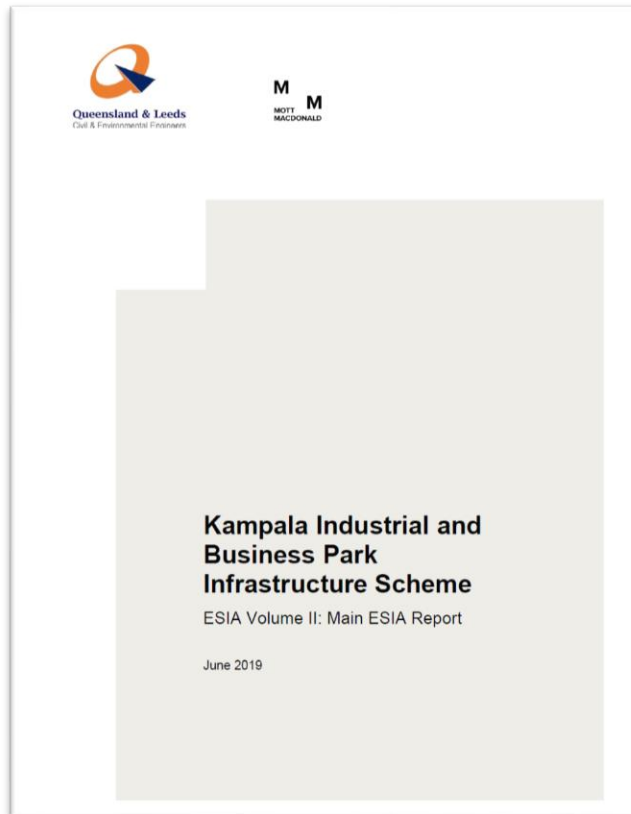 Queensland & Leeds
Civil & Environmental Engineers
M
M
MOTT
MACDONALD
Kampala Industrial and
Business Park
Infrastructure Scheme
ESIA Volume II: Main ESIA Report
June 2019